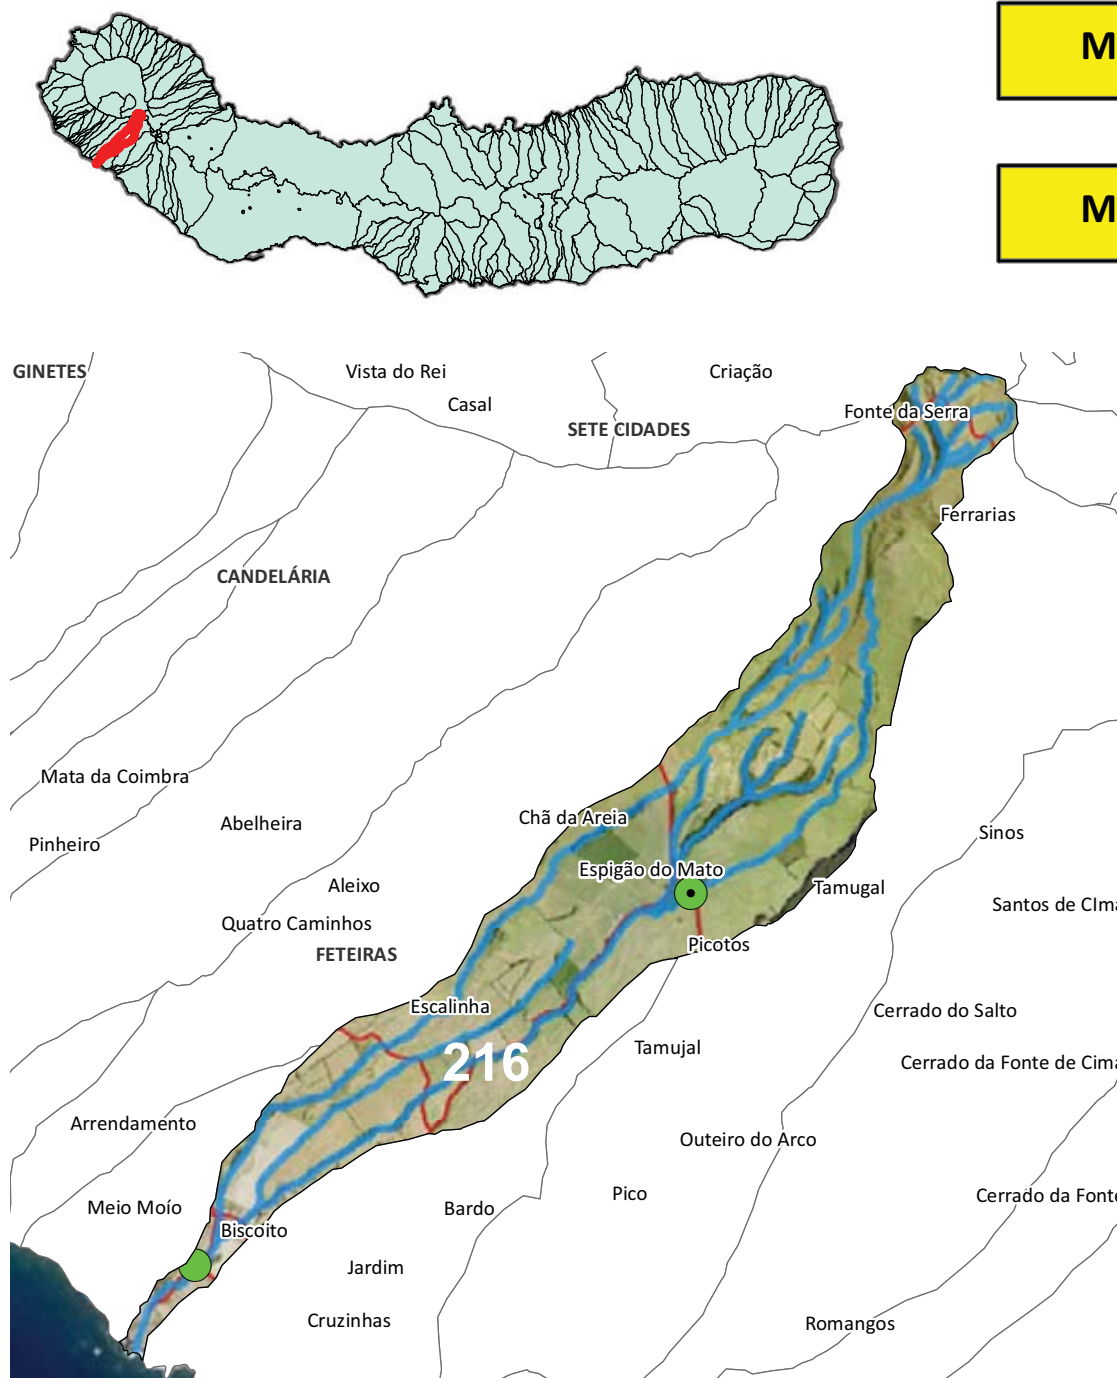 M
M
GINETES
Vista do Rei
Criação
Casal
Fonte da Serra
SETE CIDADES
Ferrarias
CANDELÁRIA
Mata da Coimbra
Chã da Areia
Abelheira
Sinos
Pinheiro
Espigão do Mato
Aleixo
Tamugal
Santos de CIma
Quatro Caminhos
Picotos
FETEIRAS
Escalinha
Cerrado do Salto
Tamujal
216
Cerrado da Fonte de Cima
Arrendamento
Outeiro do Arco
Pico
Cerrado da Fonte
Meio Moío
Bardo
Biscoito
Jardim
Cruzinhas
Romangos